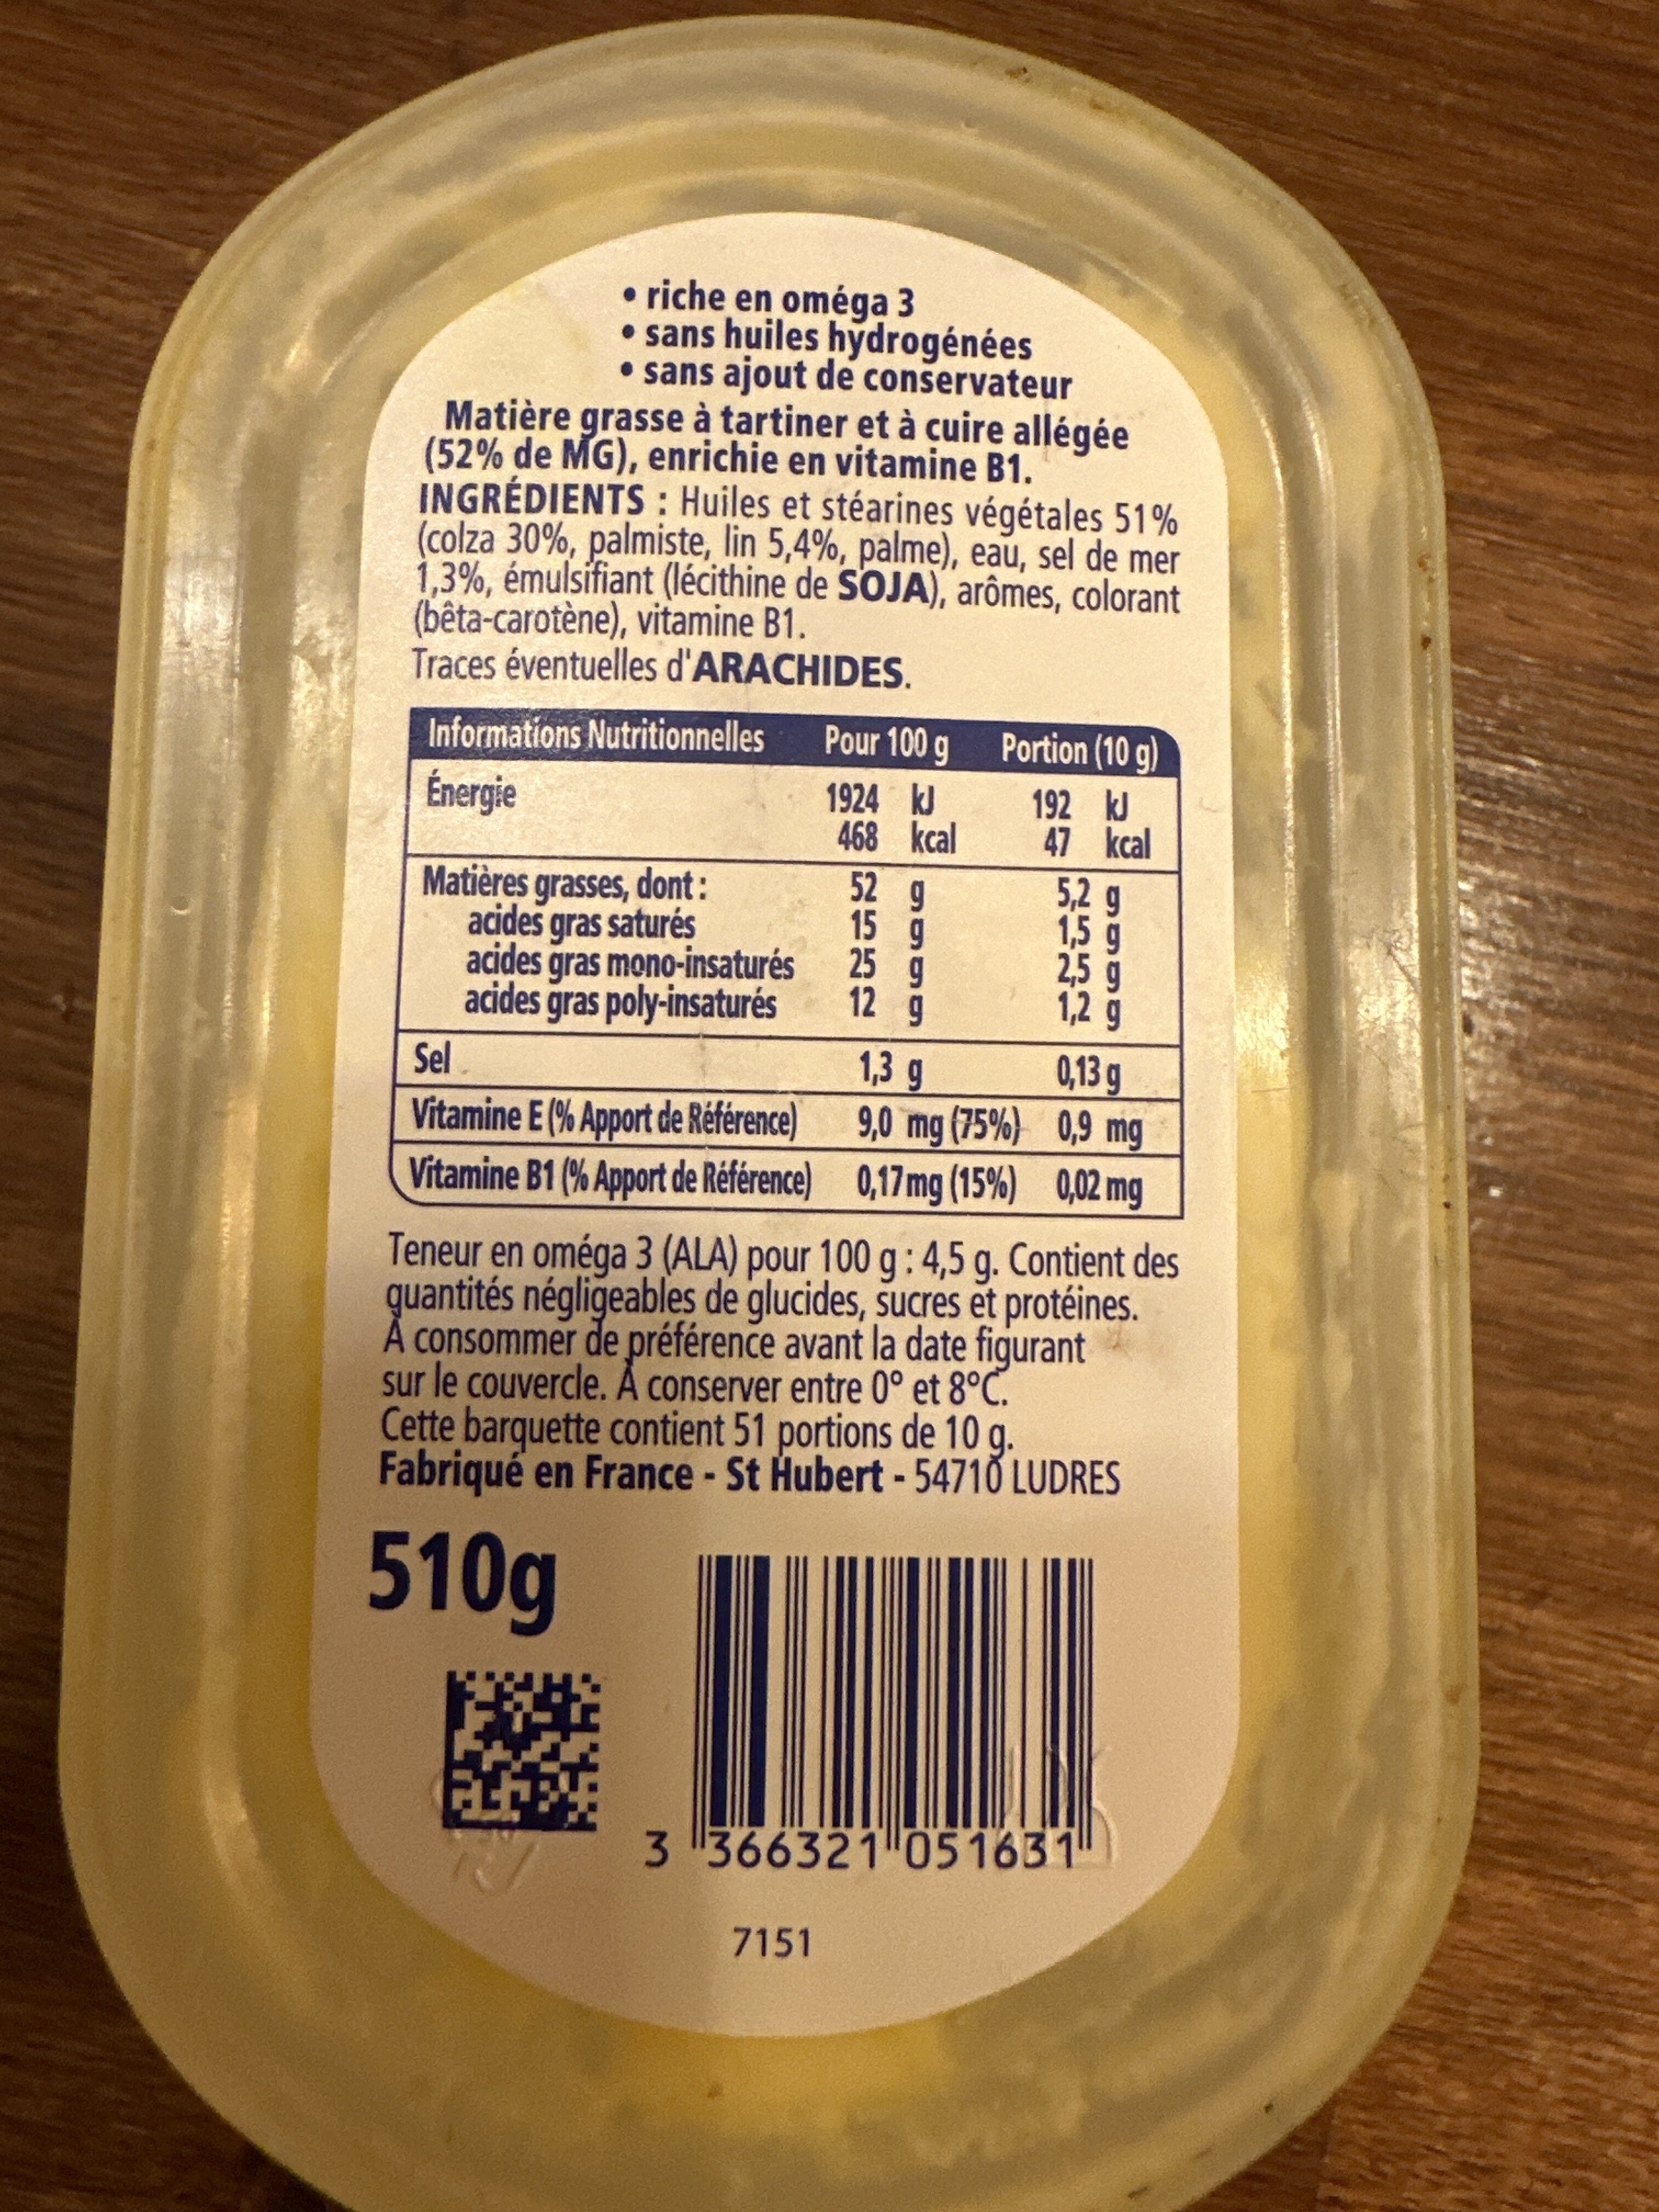 • riche en oméga 3
• sans huiles hydrogénées
• sans ajout de conservateur
Matière grasse à tartiner et à cuire allégée
(52% de MG), enrichie en vitamine B1.
INGRÉDIENTS : Huiles et stéarines végétales 51%
(colza 30%, palmiste, lin 5,4%, palme), eau, sel de mer
1,3%, émulsifiant (lécithine de SOJA), arômes, colorant
(bêta-carotène), vitamine B1.
Traces éventuelles d'ARACHIDES.
Informations Nutritionnelles Pour 100 g Portion (10 g)
Énergie 1924 kJ 192 kJ
468 kcal 47 kcal
Matières grasses, dont : 52 g 5,2 g
acides gras saturés 15 g 1,5 g
acides gras mono-insaturés 25 g 2,5 g
acides gras poly-insaturés 12 g 1,2 g
Sel 1,3 g 0,13 g
Vitamine E (% Apport de Référence) 9,0 mg (75%) 0,9 mg
Vitamine B1 (% Apport de Référence) 0,17 mg (15%) 0,02 mg
Teneur en oméga 3 (ALA) pour 100 g : 4,5 g. Contient des
quantités négligeables de glucides, sucres et protéines.
À consommer de préférence avant la date figurant
sur le couvercle. À conserver entre 0° et 8°C.
Cette barquette contient 51 portions de 10 g.
Fabriqué en France - St Hubert - 54710 LUDRES
510g
3 366321 051631
7151